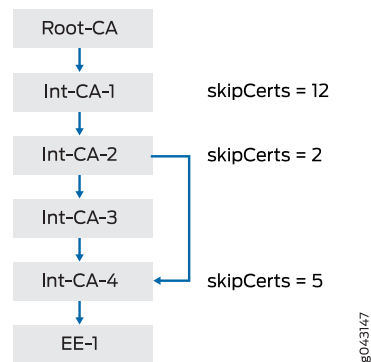 Root-CA
Int-CA-1 skipCerts = 12
Int-CA-2 skipCerts = 2
Int-CA-3
Int-CA-4 skipCerts = 5
EE-1
g043147